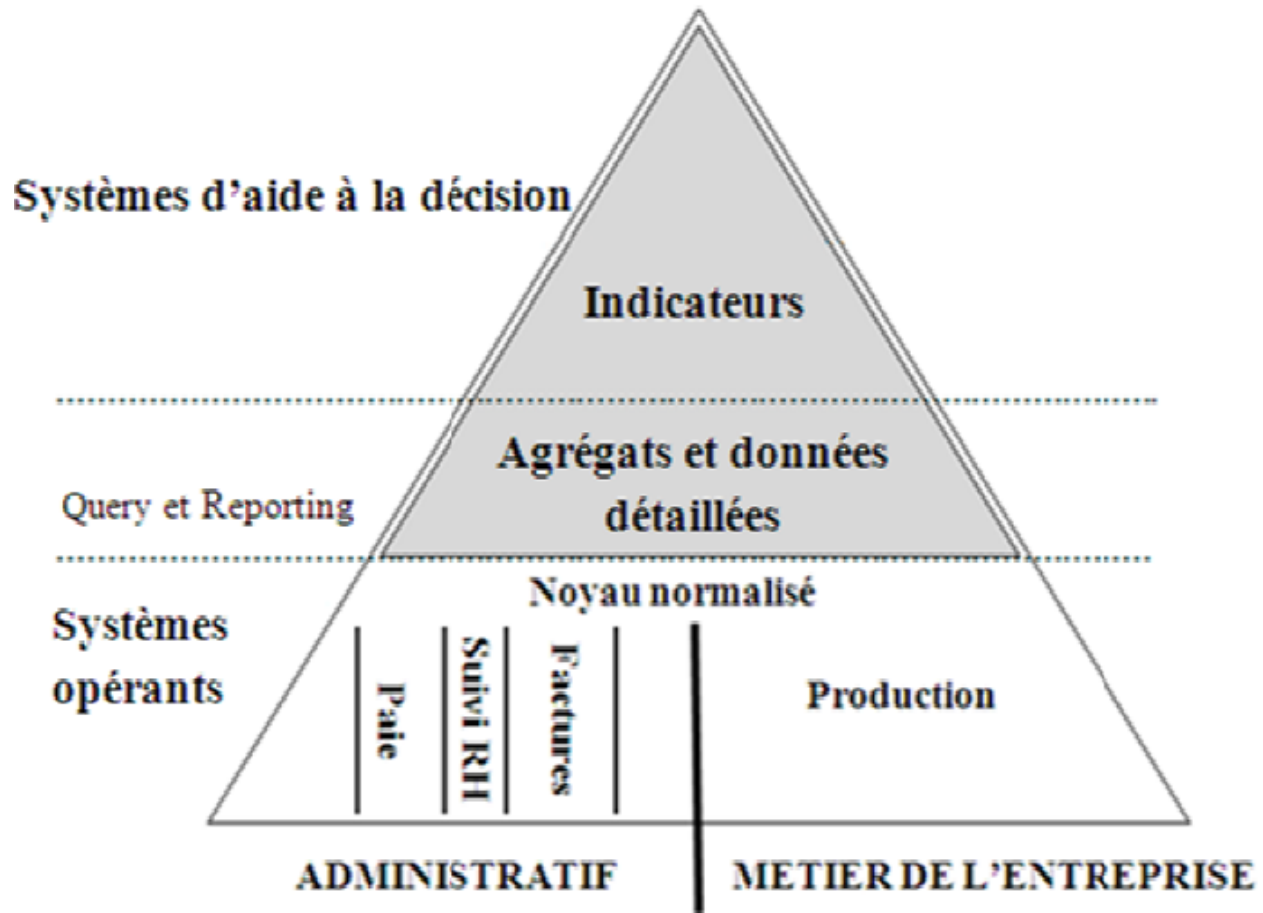 Systèmes d'aide à la décision
Indicateurs
Agrégats et données
détaillées
Query et Reporting
Noyau normalisé
Systèmes
opérants
Paie
Suivi RH
Factures
Production
ADMINISTRATIF
METIER DE L'ENTREPRISE